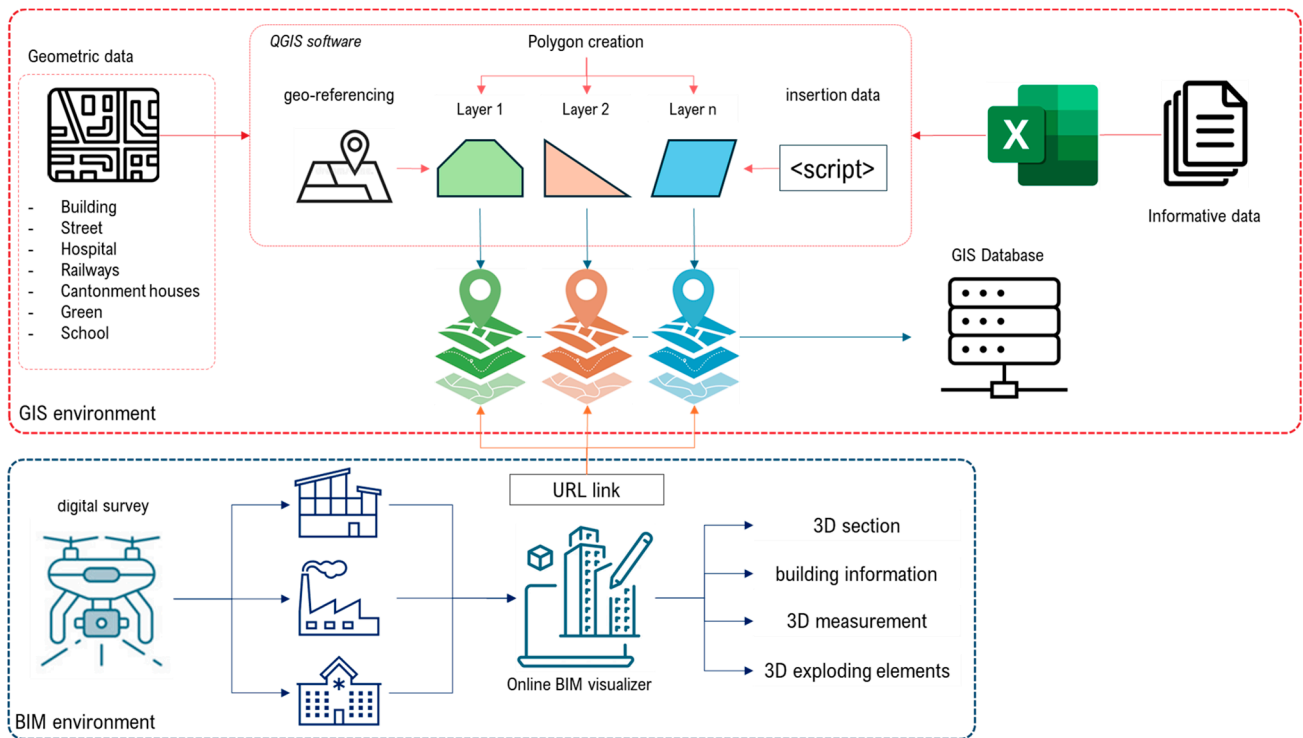 QGIS software
Polygon creation
Geometric data
geo-referencing
insertion data
Layer 1
Layer 2
Layer n
X
<script>
- Building
- Street
- Hospital
- Railways
- Cantonment houses
- Green
- School
Informative data
GIS Database
GIS environment
URL link
digital survey
3D section
building information
3D measurement
3D exploding elements
Online BIM visualizer
BIM environment